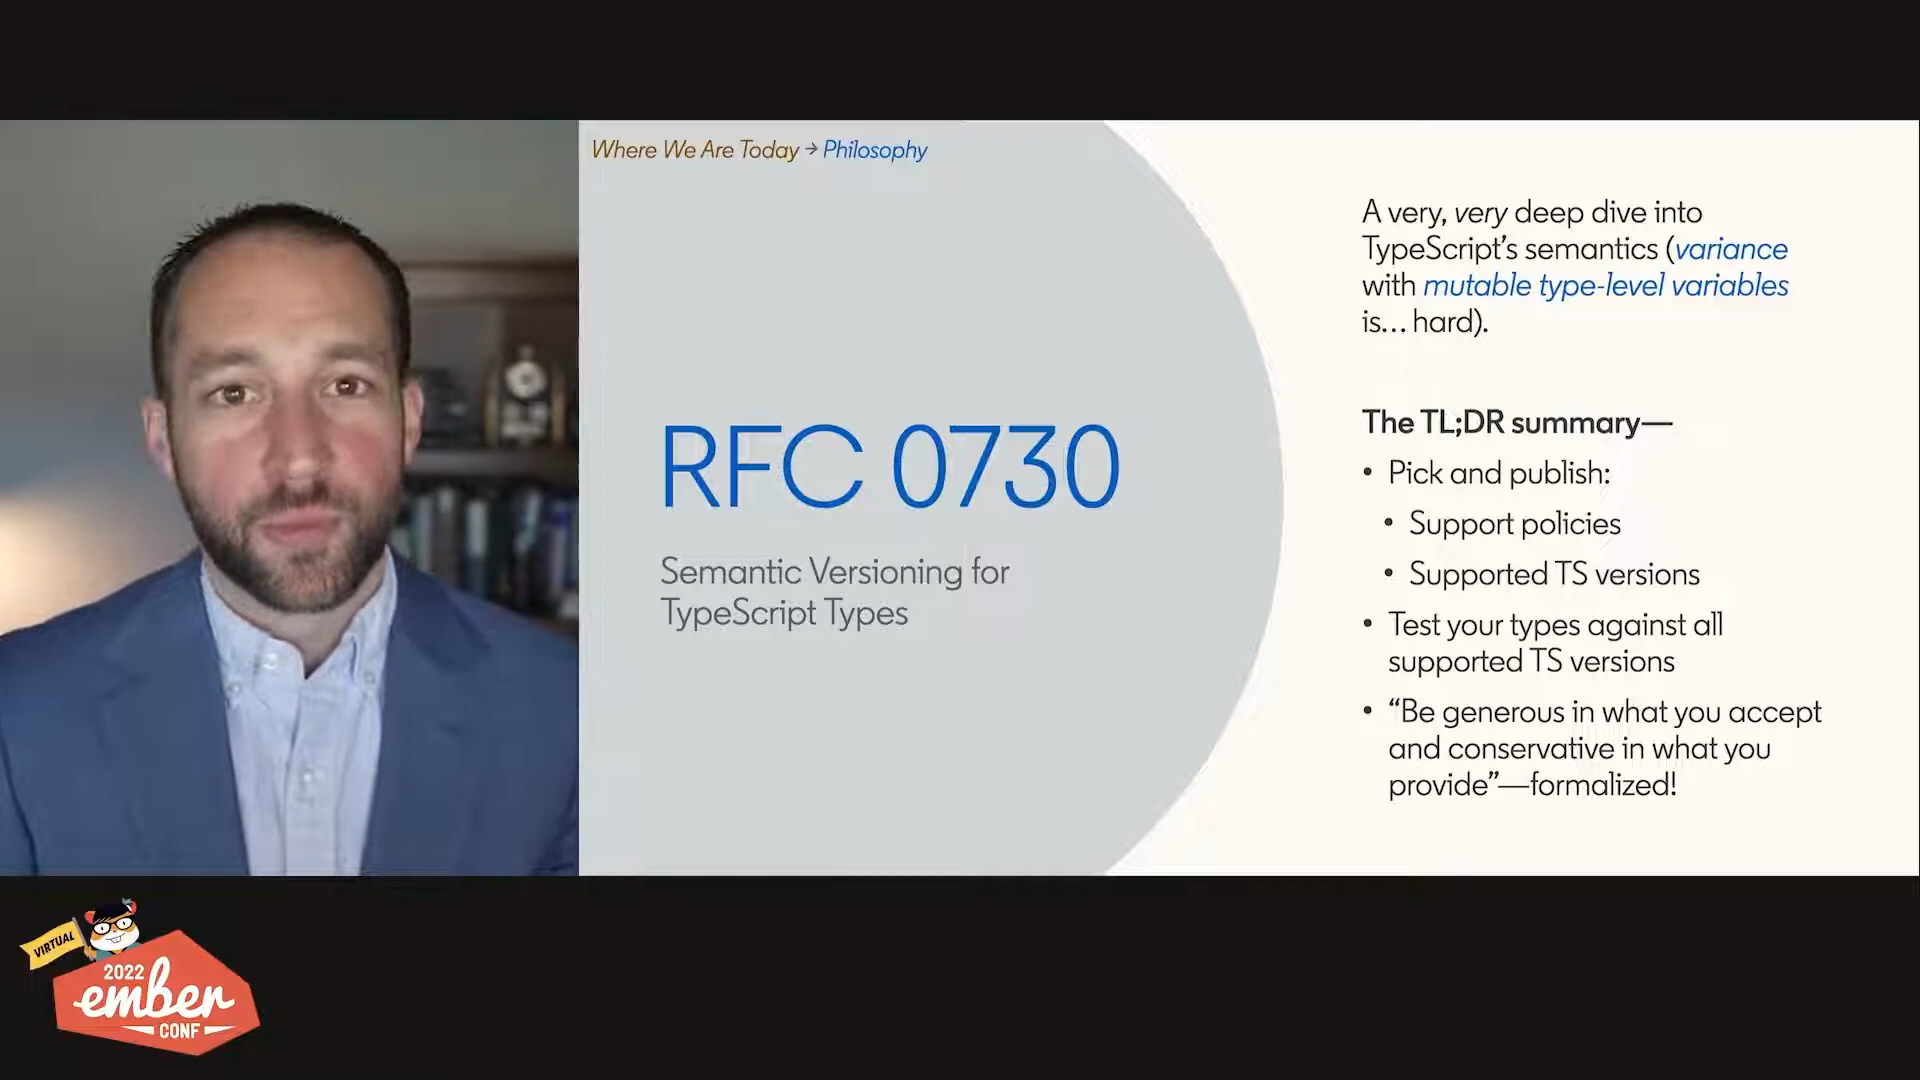 Where We Are Today → Philosophy
RFC 0730
Semantic Versioning for
TypeScript Types
A very, very deep dive into
TypeScript’s semantics (variance
with mutable type-level variables
is… hard).
The TL;DR summary—
• Pick and publish:
• Support policies
• Supported TS versions
• Test your types against all
supported TS versions
• “Be generous in what you accept
and conservative in what you
provide”—formalized!
VIRTUAL
2022
ember
CONF